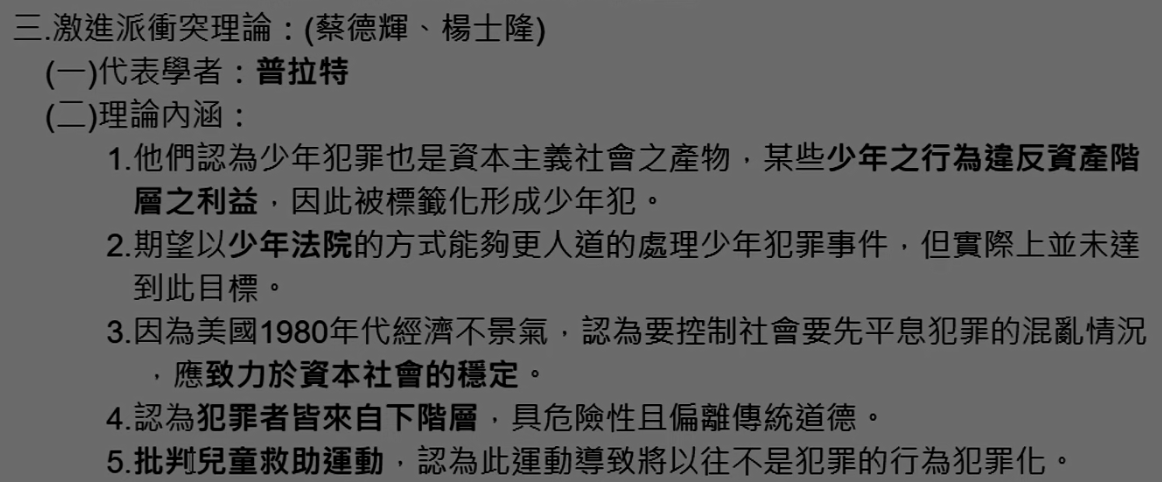 三.激進派衝突理論：(蔡德輝、楊士隆)
(一)代表學者：普拉特
(二)理論內涵：
1.他們認為少年犯罪也是資本主義社會之產物，某些少年之行為違反資產階
層之利益，因此被標籤化形成少年犯。
2.期望以少年法院的方式能夠更人道的處理少年犯罪事件，但實際上並未達
到此目標。
3.因為美國1980年代經濟不景氣，認為要控制社會要先平息犯罪的混亂情況
，應致力於資本社會的穩定。
4.認為犯罪者皆來自下階層，具危險性且偏離傳統道德。
5.批判兒童救助運動，認為此運動導致將以往不是犯罪的行為犯罪化。